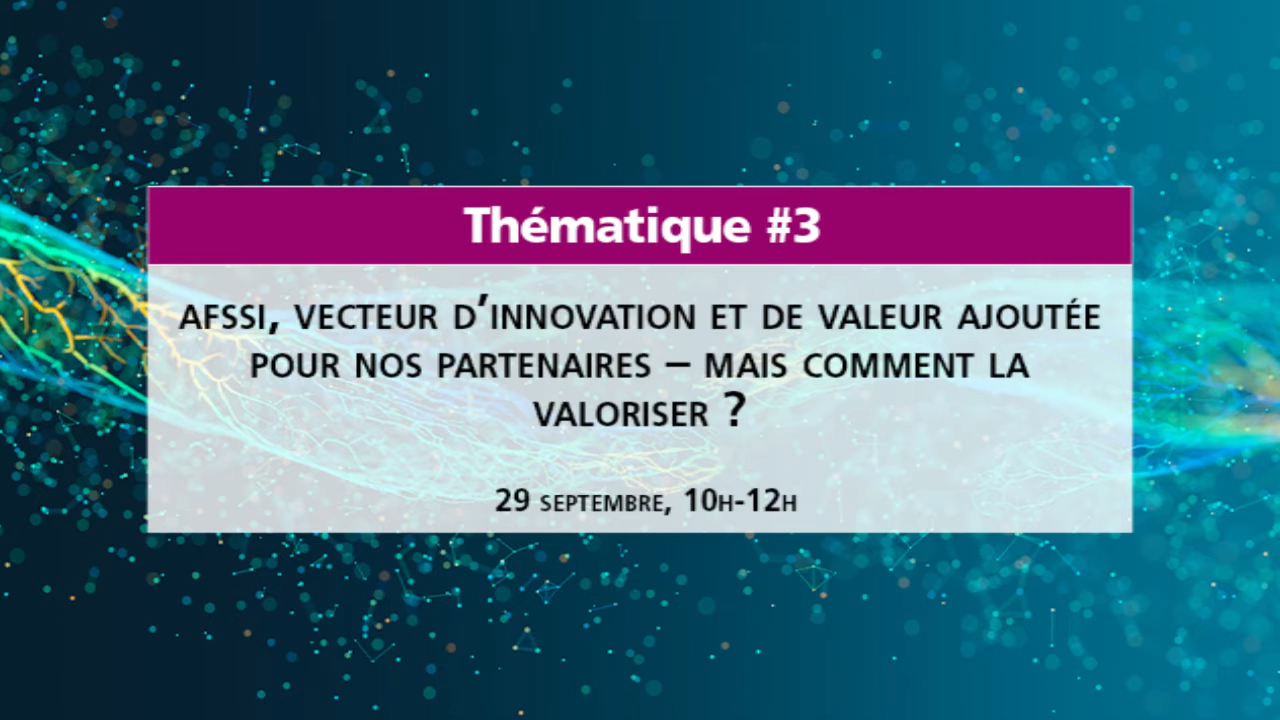 Thématique #3
AFSSI, VECTEUR D'INNOVATION ET DE VALEUR AJOUTÉE
POUR NOS PARTENAIRES – MAIS COMMENT LA
VALORISER ?
29 SEPTEMBRE, 10H-12H